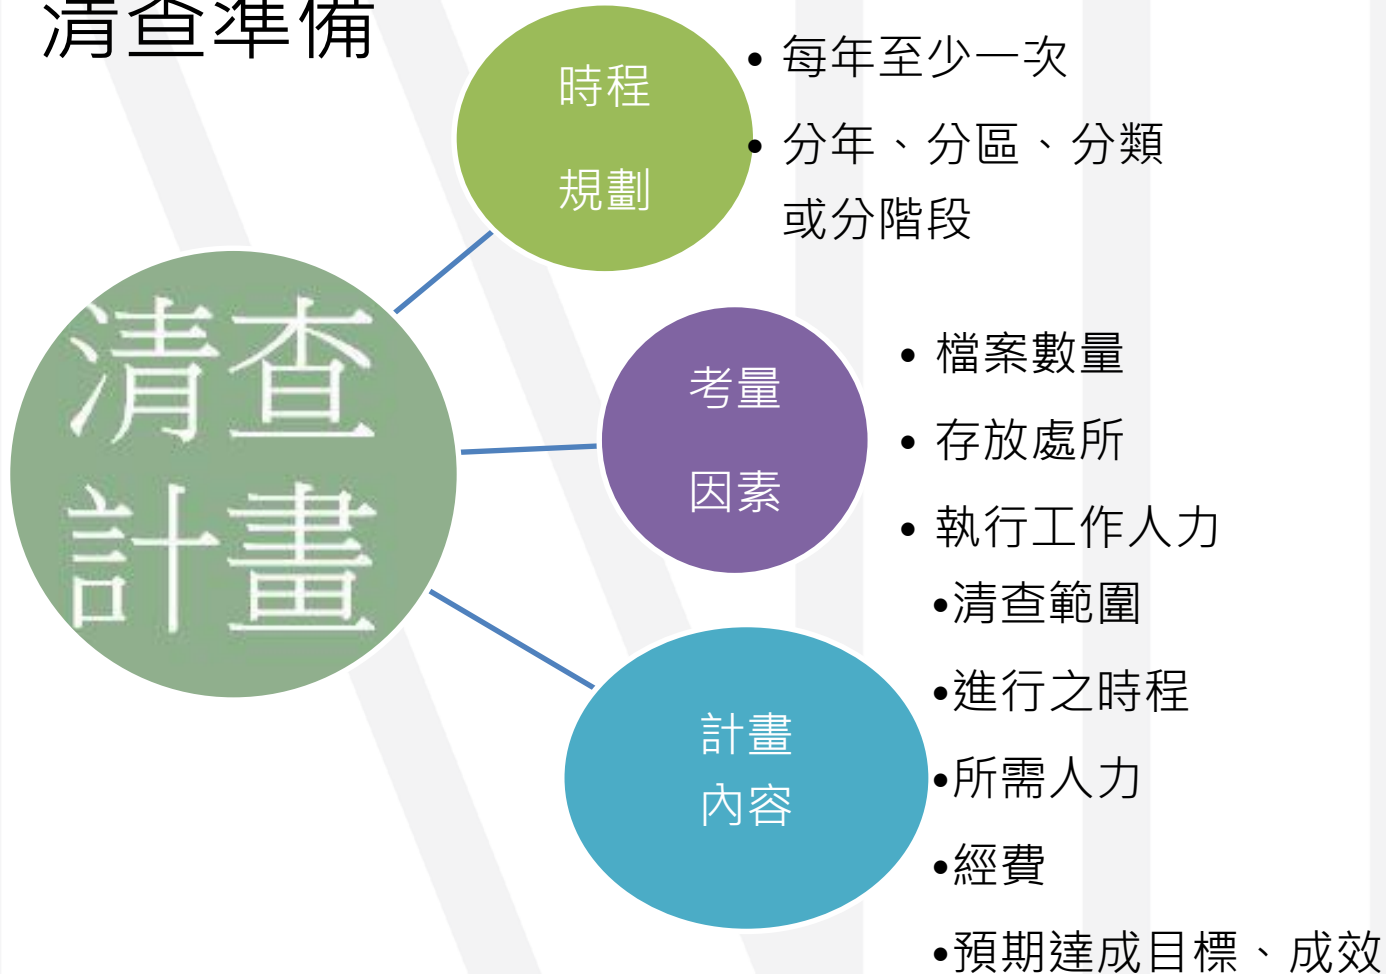 清查準備
清查
計畫
時程
規劃
• 每年至少一次
• 分年、分區、分類
或分階段
考量
因素
• 檔案數量
• 存放處所
• 執行工作人力
計畫
內容
•清查範圍
•進行之時程
•所需人力
•經費
•預期達成目標、成效